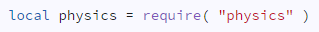 local physics = require( "physics" )